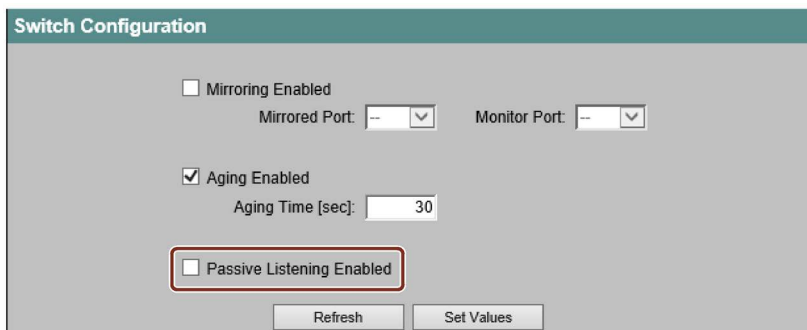 Switch Configuration
Mirroring Enabled
Mirrored Port: -- Monitor Port: --
Aging Enabled
Aging Time [sec]: 30
Passive Listening Enabled
Refresh Set Values